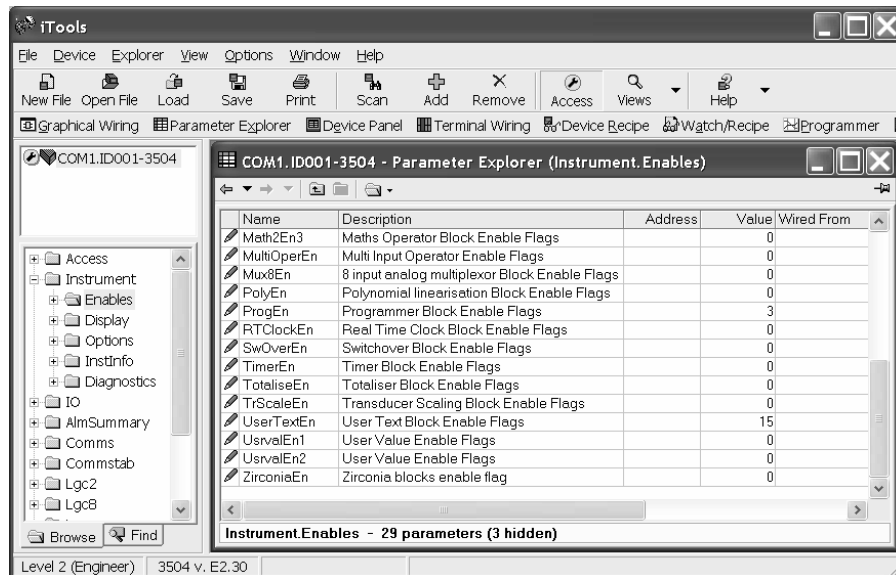 iTools
File Device Explorer View Options Window Help
New File Open File Load Save Print Scan Add Remove Access Views Help
Graphical Wiring Parameter Explorer Device Panel Terminal Wiring Device Recipe Watch/Recipe Programmer
COM1.ID001-3504
COM1.ID001-3504 - Parameter Explorer (Instrument.Enables)
Name Description Address Value Wired From
Math2En3 Maths Operator Block Enable Flags 0
MultiOperEn Multi Input Operator Enable Flags 0
Mux8En 8 input analog multiplexor Block Enable Flags 0
PolyEn Polynomial linearisation Block Enable Flags 0
ProgEn Programmer Block Enable Flags 3
RTClockEn Real Time Clock Block Enable Flags 0
SwOverEn Switchover Block Enable Flags 0
TimerEn Timer Block Enable Flags 0
TotaliseEn Totaliser Block Enable Flags 0
TrScaleEn Transducer Scaling Block Enable Flags 0
UserTextEn User Text Block Enable Flags 15
UsrvalEn1 User Value Enable Flags 0
UsrvalEn2 User Value Enable Flags 0
ZirconiaEn Zirconia blocks enable flag 0
Instrument.Enables - 29 parameters (3 hidden)
Access
Instrument
Enables
Display
Options
InstInfo
Diagnostics
IO
AlmSummary
Comms
Commstab
Lgc2
Lgc8
Browse Find
Level 2 (Engineer) 3504 v. E2.30